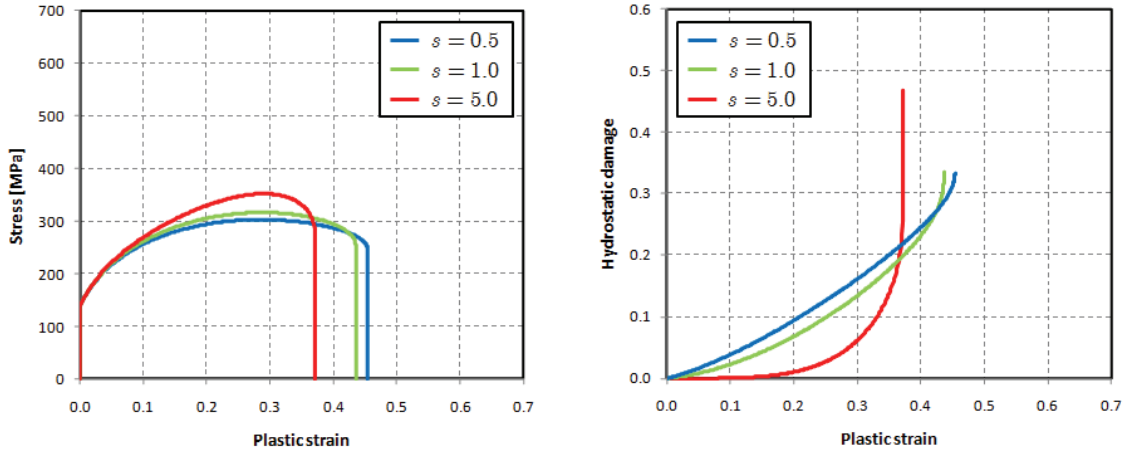 700
600
500
400
300
200
100
0
Stress [MPa]
s = 0.5
s = 1.0
s = 5.0
0.0 0.1 0.2 0.3 0.4 0.5 0.6 0.7
Plastic strain
0.6
0.5
0.4
0.3
0.2
0.1
0.0
Hydrostatic damage
s = 0.5
s = 1.0
s = 5.0
0.0 0.1 0.2 0.3 0.4 0.5 0.6 0.7
Plastic strain